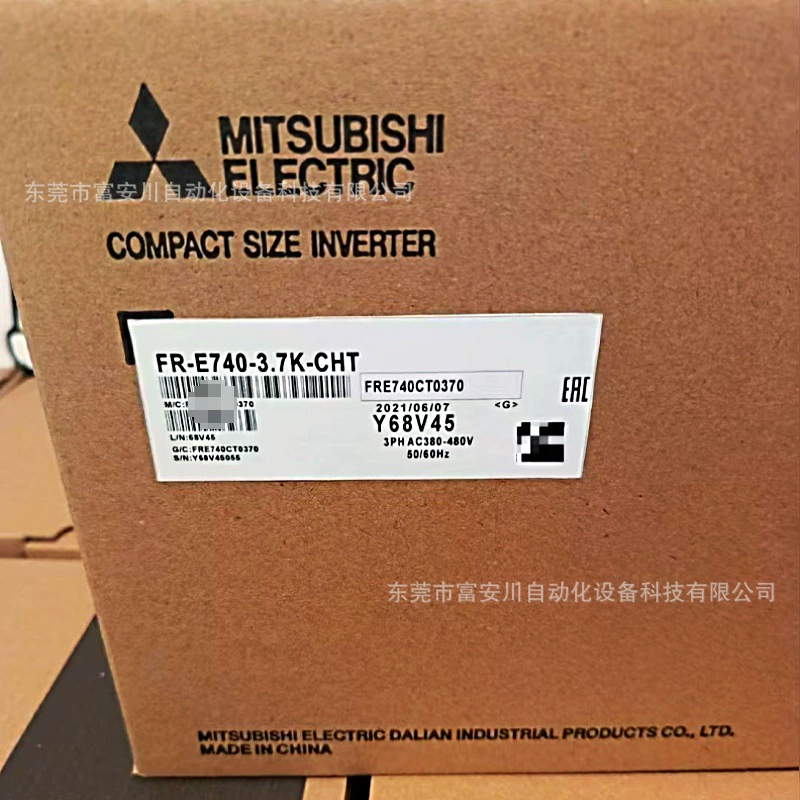 MITSUBISHI
ELECTRIC
东莞市富安川自动化设备科技有限公司
COMPACT SIZE INVERTER
FR-E740-3.7K-CHT
FRE740CT0370
EAC
2021/06/07 <G>
Y68V45
3PH AC380-480V
50/60Hz
L/N:68V45
G/C:FRE740CT0370
S/N:Y68V45055
东莞市富安川自动化设备科技有限公司
MITSUBISHI ELECTRIC DALIAN INDUSTRIAL PRODUCTS CO., LTD.
MADE IN CHINA